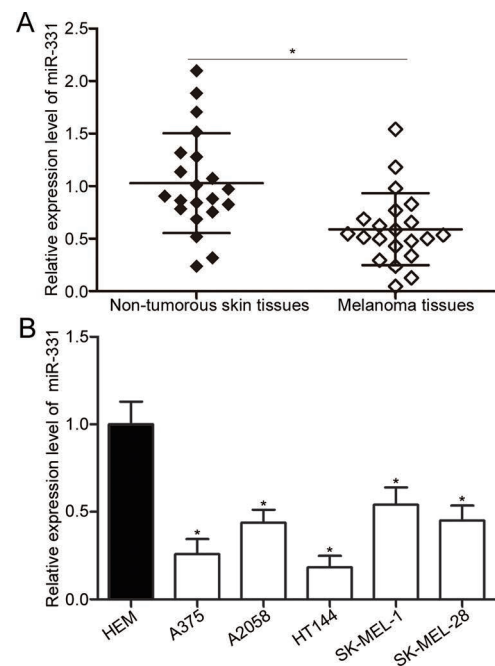 A
Relative expression level of miR-331
2.5
2.0
1.5
1.0
0.5
0.0
*
Non-tumorous skin tissues
Melanoma tissues
B
Relative expression level of miR-331
1.5
1.0
0.5
0.0
*
*
*
*
*
HEM
A375
A2058
HT144
SK-MEL-1
SK-MEL-28